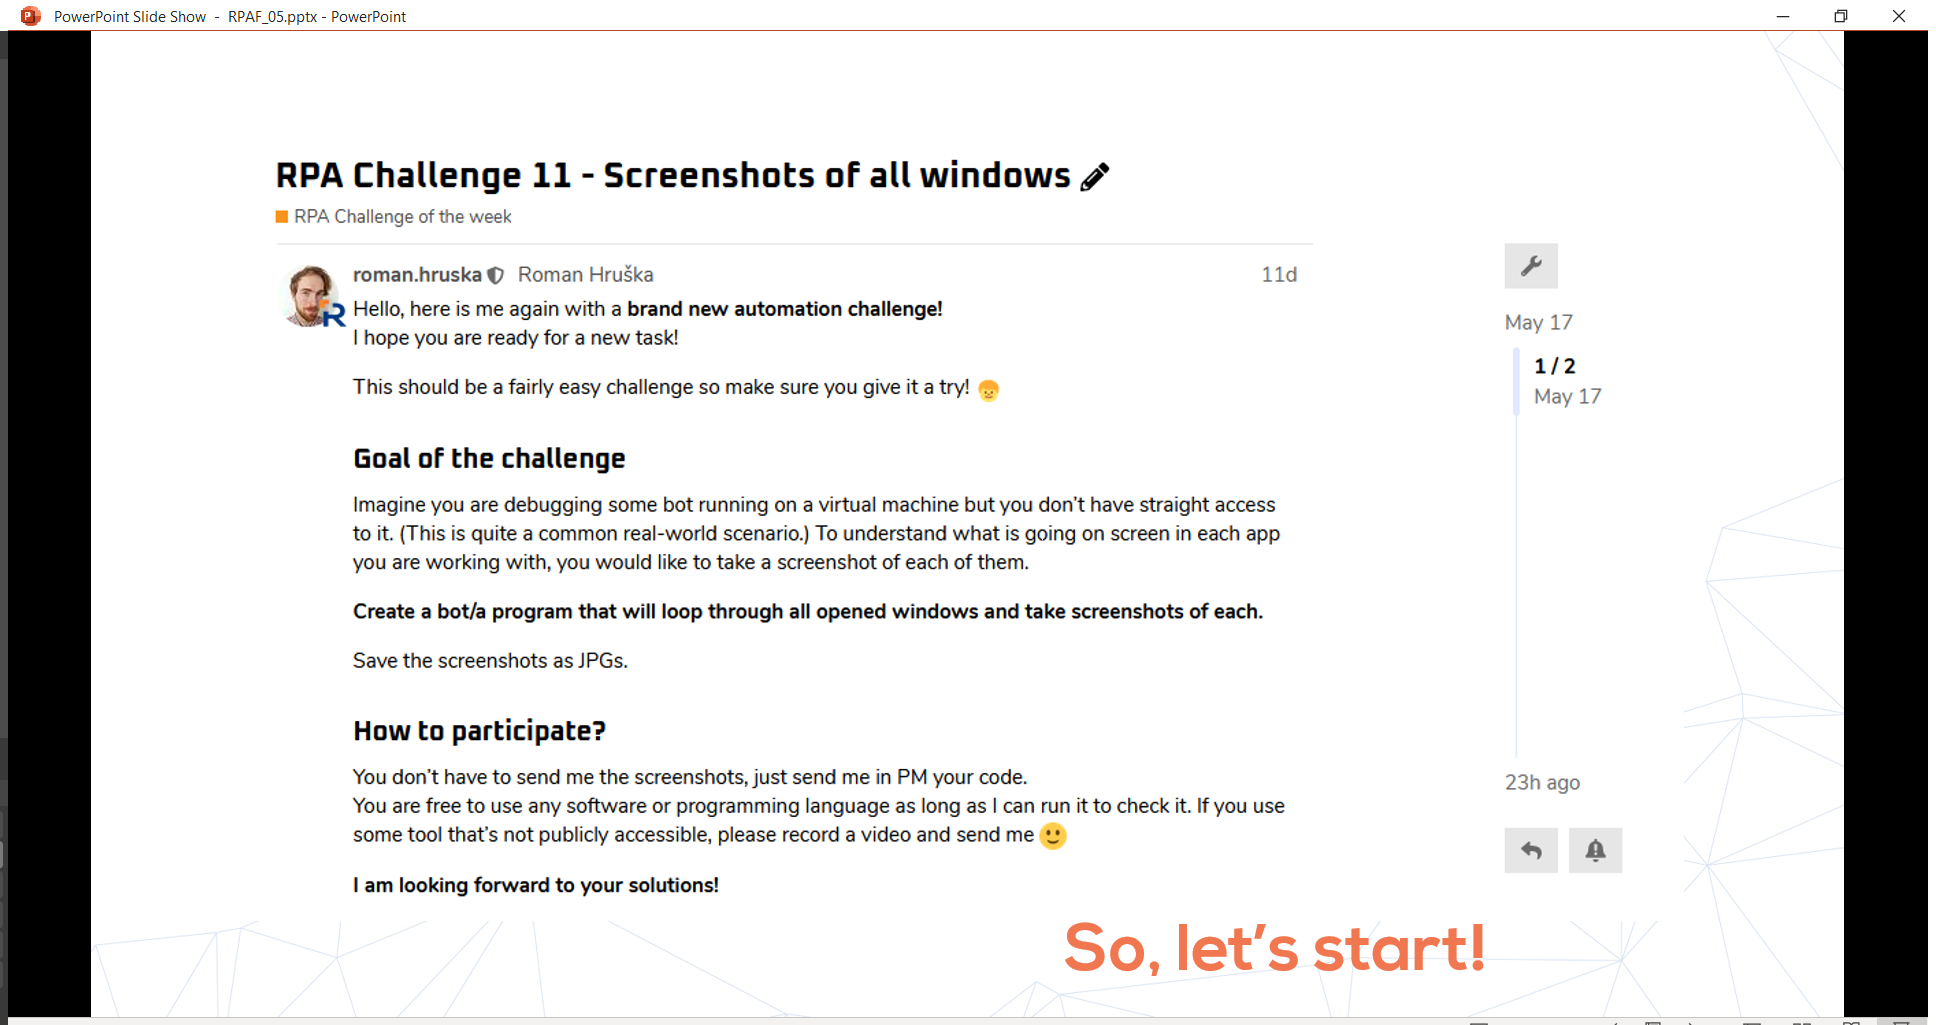 PowerPoint Slide Show - RPAF_05.pptx - PowerPoint
RPA Challenge 11 - Screenshots of all windows
RPA Challenge of the week
roman.hruska Roman Hruška 11d
Hello, here is me again with a brand new automation challenge!
I hope you are ready for a new task!
This should be a fairly easy challenge so make sure you give it a try!
Goal of the challenge
Imagine you are debugging some bot running on a virtual machine but you don’t have straight access
to it. (This is quite a common real-world scenario.) To understand what is going on screen in each app
you are working with, you would like to take a screenshot of each of them.
Create a bot/a program that will loop through all opened windows and take screenshots of each.
Save the screenshots as JPGs.
How to participate?
You don’t have to send me the screenshots, just send me in PM your code.
You are free to use any software or programming language as long as I can run it to check it. If you use
some tool that’s not publicly accessible, please record a video and send me
I am looking forward to your solutions!
May 17
1 / 2
May 17
23h ago
So, let’s start!